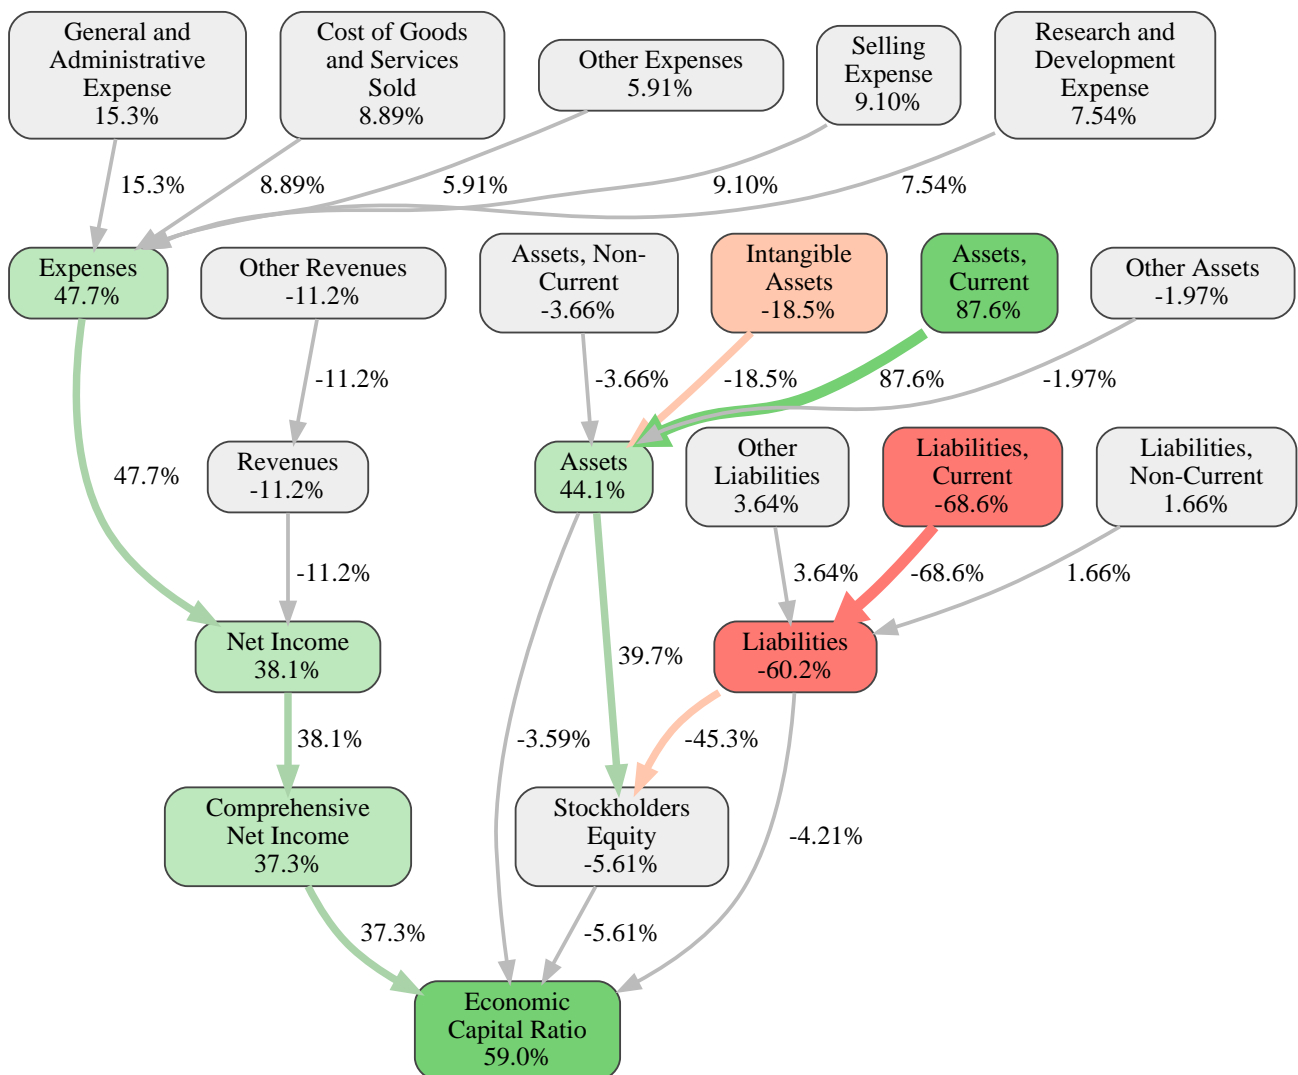 General and
Administrative
Expense
15.3%
Cost of Goods
and Services
Sold
8.89%
Other Expenses
5.91%
Selling
Expense
9.10%
Research and
Development
Expense
7.54%
15.3%
8.89%
5.91%
9.10%
7.54%
Expenses
47.7%
Other Revenues
-11.2%
Assets, Non-
Current
-3.66%
Intangible
Assets
-18.5%
Assets,
Current
87.6%
Other Assets
-1.97%
-11.2%
-3.66%
-18.5%
87.6%
-1.97%
47.7%
Revenues
-11.2%
Assets
44.1%
Other
Liabilities
3.64%
Liabilities,
Current
-68.6%
Liabilities,
Non-Current
1.66%
-11.2%
3.64%
-68.6%
1.66%
Net Income
38.1%
39.7%
Liabilities
-60.2%
38.1%
-3.59%
-45.3%
Comprehensive
Net Income
37.3%
Stockholders
Equity
-5.61%
-4.21%
37.3%
-5.61%
Economic
Capital Ratio
59.0%